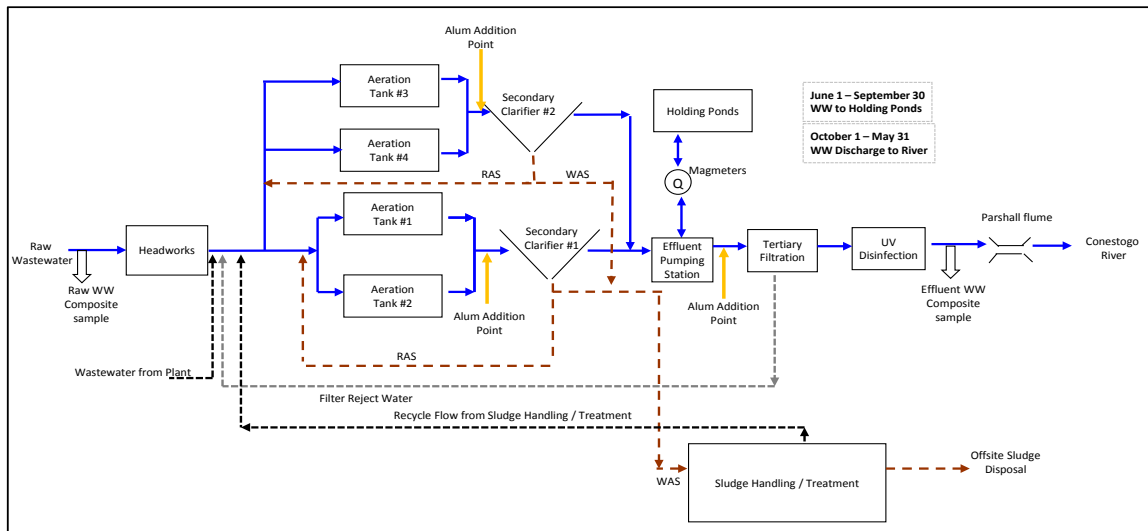 Alum Addition
Point
Aeration
Tank #3
Secondary
Clarifier #2
Holding Ponds
June 1 – September 30
WW to Holding Ponds
October 1 – May 31
WW Discharge to River
Aeration
Tank #4
RAS
WAS
Q
Magmeters
Aeration
Tank #1
Secondary
Clarifier #1
Raw
Wastewater
Headworks
Effluent
Pumping
Station
Tertiary
Filtration
UV
Disinfection
Parshall flume
Conestogo
River
Raw WW
Composite
sample
Aeration
Tank #2
Alum Addition
Point
Alum Addition
Point
Effluent WW
Composite
sample
RAS
Wastewater from Plant
Filter Reject Water
Recycle Flow from Sludge Handling / Treatment
WAS
Sludge Handling / Treatment
Offsite Sludge
Disposal